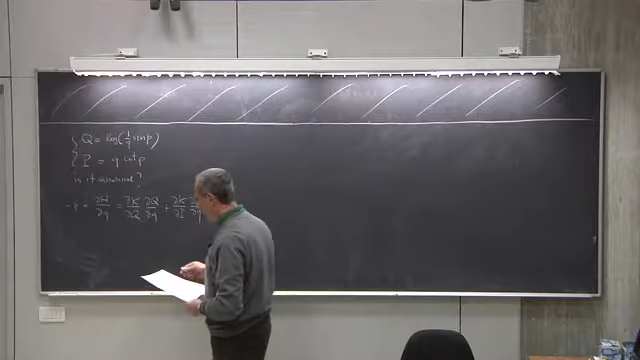 Q = log(1/q sin p)
P = q cot p
is it canonical?
-ṗ = ∂H/∂q = ∂K/∂Q ∂Q/∂q + ∂K/∂P